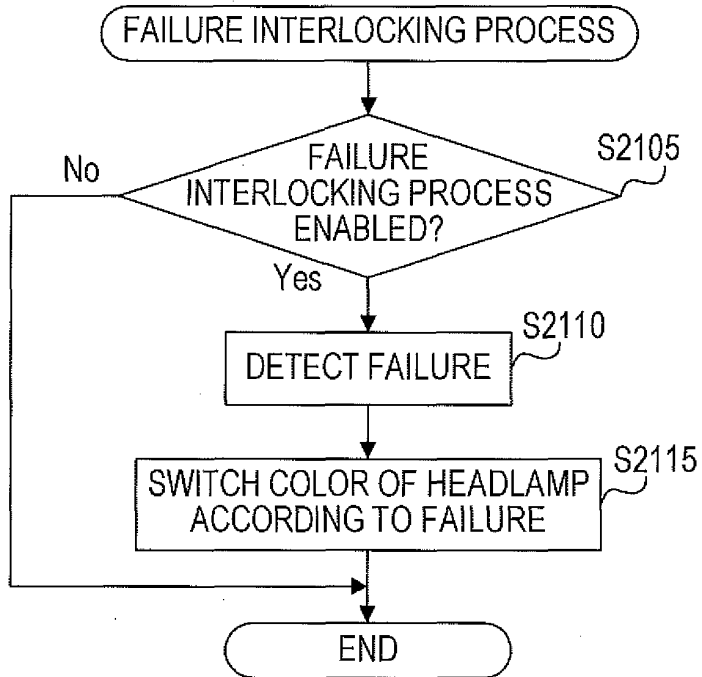 FAILURE INTERLOCKING PROCESS
FAILURE
INTERLOCKING PROCESS
ENABLED?
S2105
No
Yes
S2110
DETECT FAILURE
S2115
SWITCH COLOR OF HEADLAMP
ACCORDING TO FAILURE
END